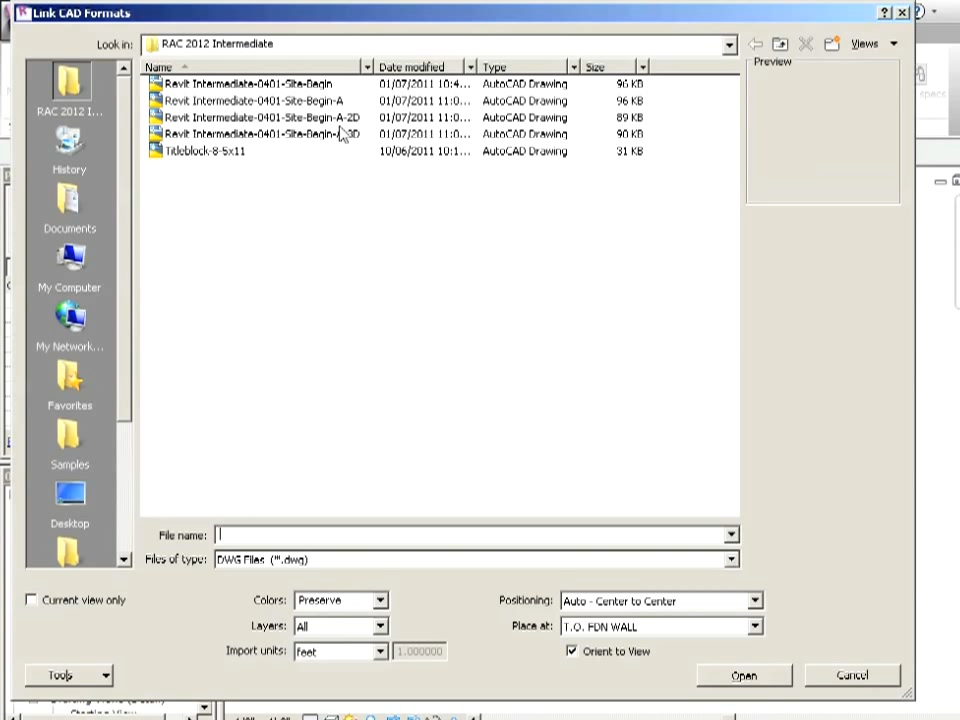 Link CAD Formats
Look in: RAC 2012 Intermediate
Views
Name Date modified Type Size
Preview
Revit Intermediate-0401-Site-Begin 01/07/2011 10:4... AutoCAD Drawing 96 KB
Revit Intermediate-0401-Site-Begin-A 01/07/2011 11:0... AutoCAD Drawing 96 KB
Revit Intermediate-0401-Site-Begin-A-2D 01/07/2011 11:0... AutoCAD Drawing 89 KB
Revit Intermediate-0401-Site-Begin-A-3D 01/07/2011 11:0... AutoCAD Drawing 90 KB
Titleblock-8-5x11 10/06/2011 10:1... AutoCAD Drawing 31 KB
RAC 2012 I...
History
Documents
My Computer
My Network...
Favorites
Samples
Desktop
File name:
Files of type: DWG Files (*.dwg)
Current view only
Colors: Preserve
Positioning: Auto - Center to Center
Layers: All
Place at: T.O. FDN WALL
Import units: feet 1.000000
Orient to View
Tools
Open
Cancel
specs